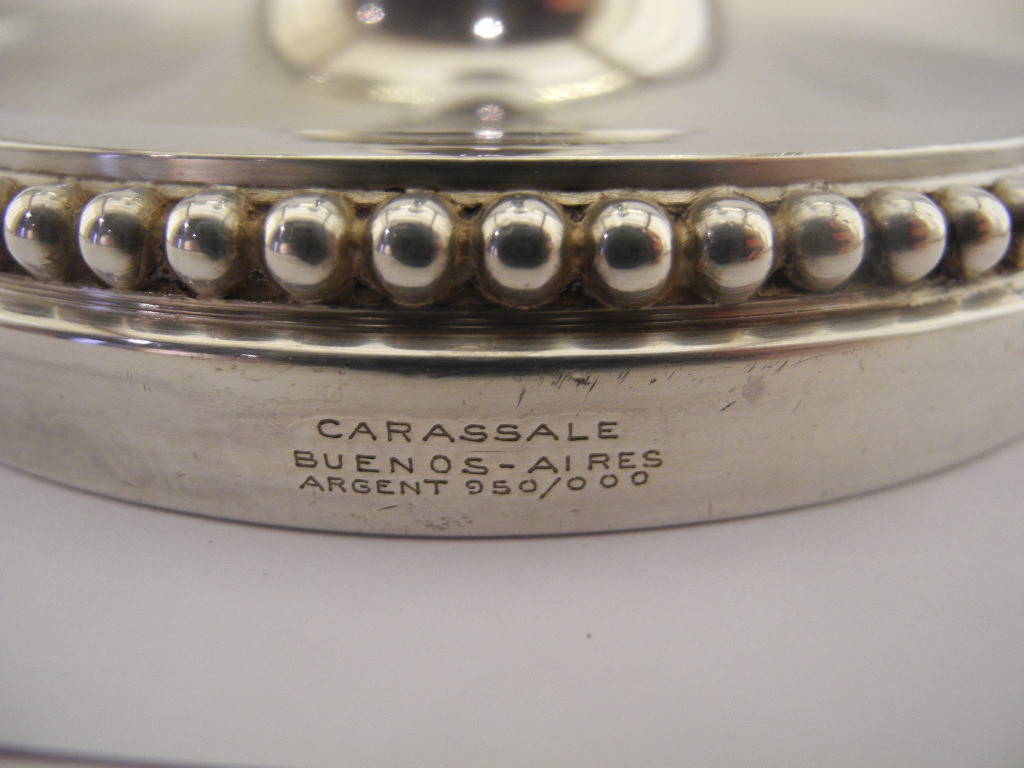 CARASSALE
BUENOS-AIRES
ARGENT 950/000